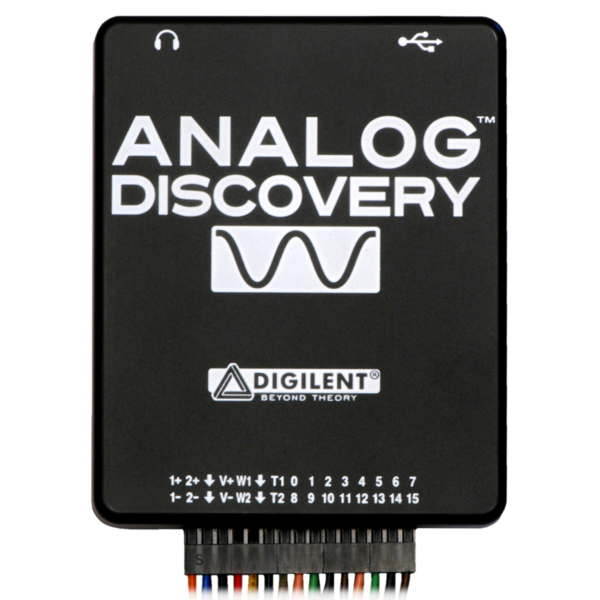 ANALOG™
DISCOVERY
DIGILENT®
BEYOND THEORY
1+ 2+ ↓ V+ W1 ↓ T1 0 1 2 3 4 5 6 7
1- 2- ↓ V- W2 ↓ T2 8 9 10 11 12 13 14 15
S